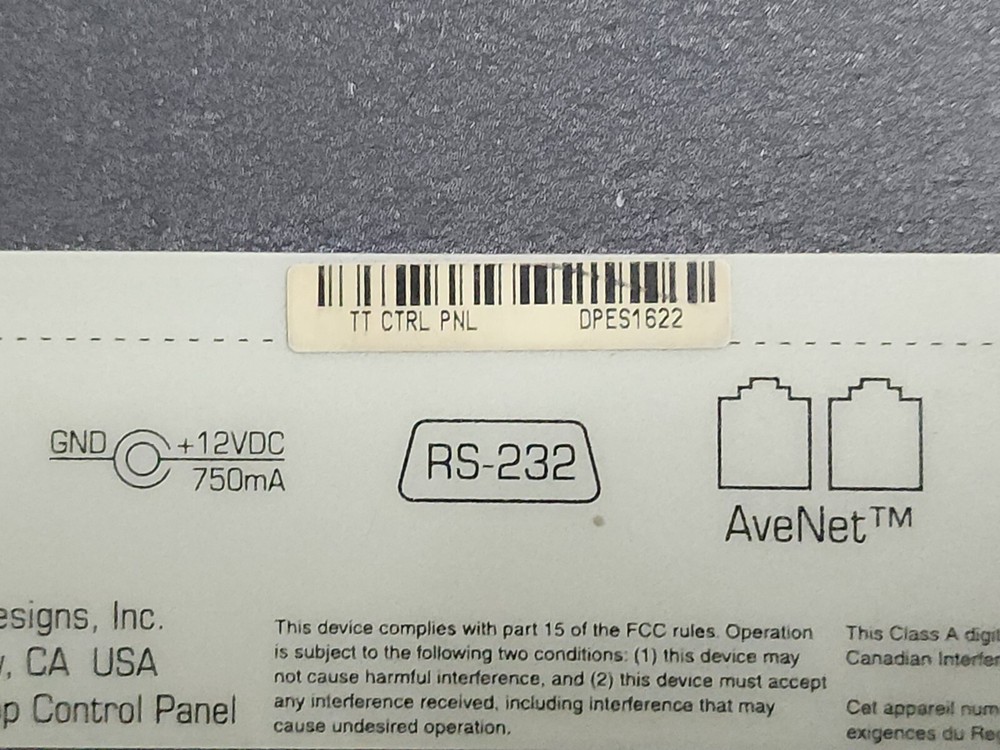 TT CTRL PNL DPES1622
GND +12VDC
750mA
RS-232
AveNet™
esigns, Inc.
, CA USA
p Control Panel
This device complies with part 15 of the FCC rules. Operation
is subject to the following two conditions: (1) this device may
not cause harmful interference, and (2) this device must accept
any interference received, including interference that may
cause undesired operation.
This Class A digit
Canadian Interfer
Cet appareil num
exigences du Re